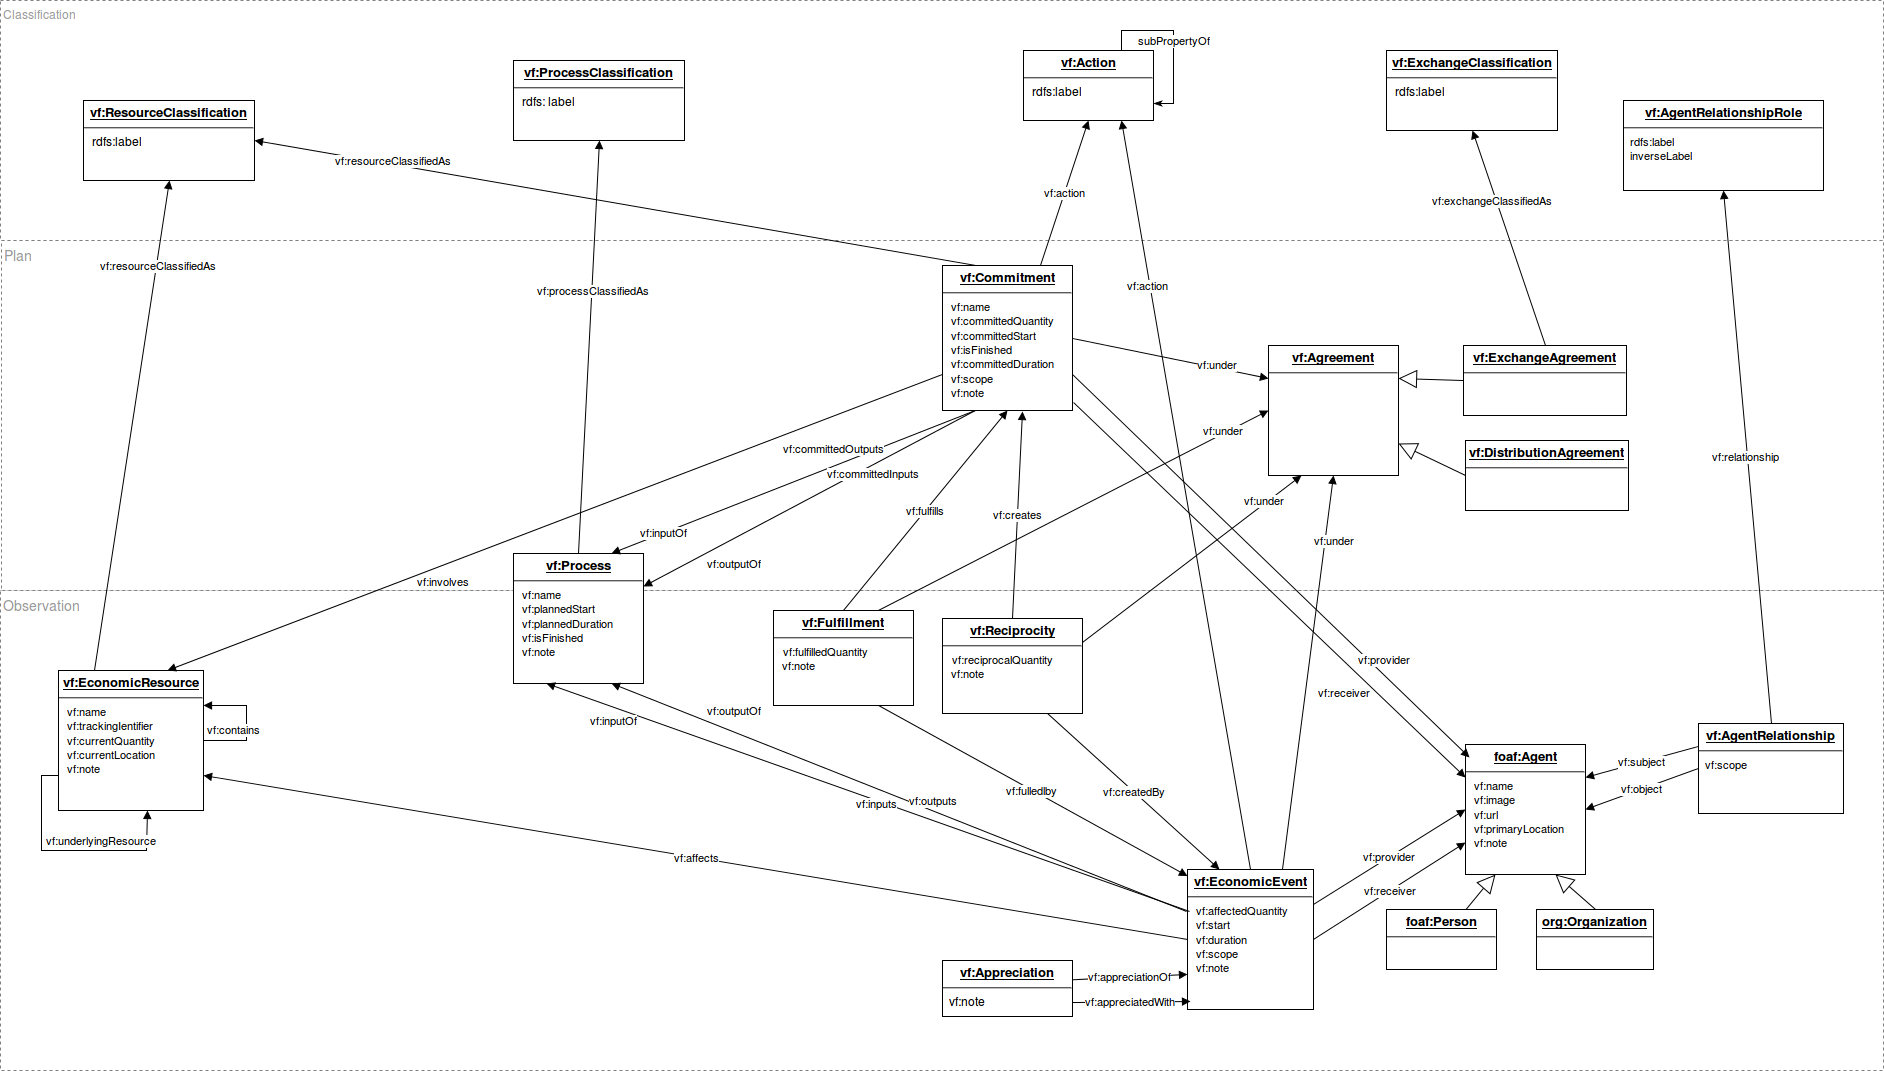 Classification
subPropertyOf
vf:Action
rdfs:label
vf:ExchangeClassification
rdfs:label
vf:ProcessClassification
rdfs: label
vf:ResourceClassification
rdfs:label
vf:AgentRelationshipRole
rdfs:label
inverseLabel
vf:resourceClassifiedAs
vf:action
vf:exchangeClassifiedAs
Plan
vf:resourceClassifiedAs
vf:processClassifiedAs
vf:action
vf:Commitment
vf:name
vf:committedQuantity
vf:committedStart
vf:isFinished
vf:committedDuration
vf:scope
vf:note
vf:under
vf:Agreement
vf:ExchangeAgreement
vf:under
vf:DistributionAgreement
vf:relationship
vf:committedOutputs
vf:committedInputs
vf:fulfills
vf:creates
vf:under
vf:under
vf:inputOf
vf:outputOf
vf:involves
vf:Process
vf:name
vf:plannedStart
vf:plannedDuration
vf:isFinished
vf:note
Observation
vf:Fulfillment
vf:fulfilledQuantity
vf:note
vf:Reciprocity
vf:reciprocalQuantity
vf:note
vf:provider
vf:receiver
vf:EconomicResource
vf:name
vf:trackingIdentifier
vf:currentQuantity
vf:currentLocation
vf:note
vf:contains
vf:underlyingResource
vf:inputOf
vf:outputOf
vf:inputs
vf:outputs
vf:fulledIby
vf:createdBy
vf:affects
foaf:Agent
vf:name
vf:image
vf:url
vf:primaryLocation
vf:note
vf:subject
vf:object
vf:AgentRelationship
vf:scope
vf:provider
vf:receiver
vf:EconomicEvent
vf:affectedQuantity
vf:start
vf:duration
vf:scope
vf:note
foaf:Person
org:Organization
vf:Appreciation
vf:note
vf:appreciationOf
vf:appreciatedWith